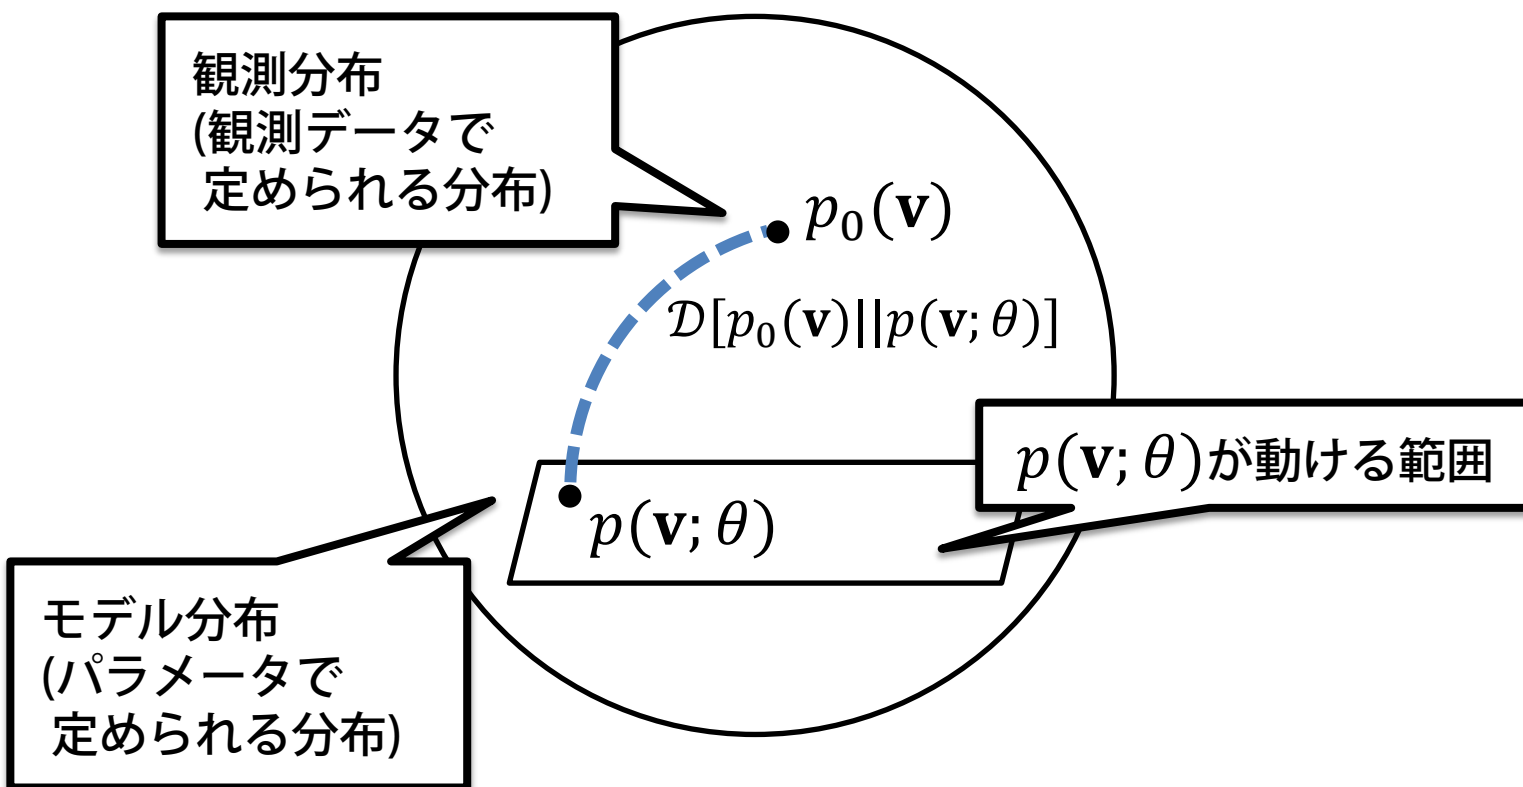 観測分布
(観測データで
定められる分布)
p₀(𝐯)
𝒟[p₀(𝐯)||p(𝐯; θ)]
p(𝐯; θ)が動ける範囲
p(𝐯; θ)
モデル分布
(パラメータで
定められる分布)